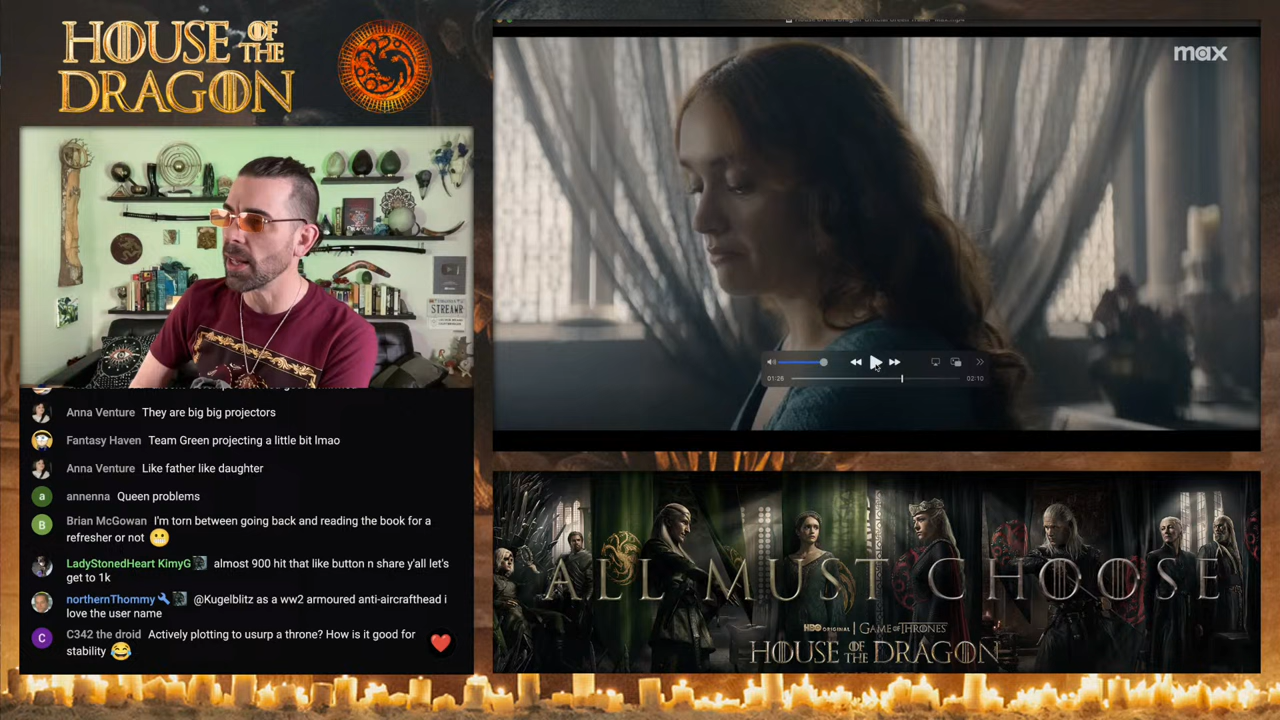 HOUSE OF THE DRAGON
max
01:28
02:10
STREAMR
Anna Venture They are big big projectors
Fantasy Haven Team Green projecting a little bit lmao
Anna Venture Like father like daughter
a annenna Queen problems
B Brian McGowan I'm torn between going back and reading the book for a
refresher or not
LadyStonedHeart KimyG almost 900 hit that like button n share y'all let's
get to 1k
northernThommy @Kugelblitz as a ww2 armoured anti-aircrafthead i
love the user name
C C342 the droid Actively plotting to usurp a throne? How is it good for
stability
ALL MUST CHOOSE
HBO ORIGINAL | GAME OF THRONES
HOUSE OF THE DRAGON